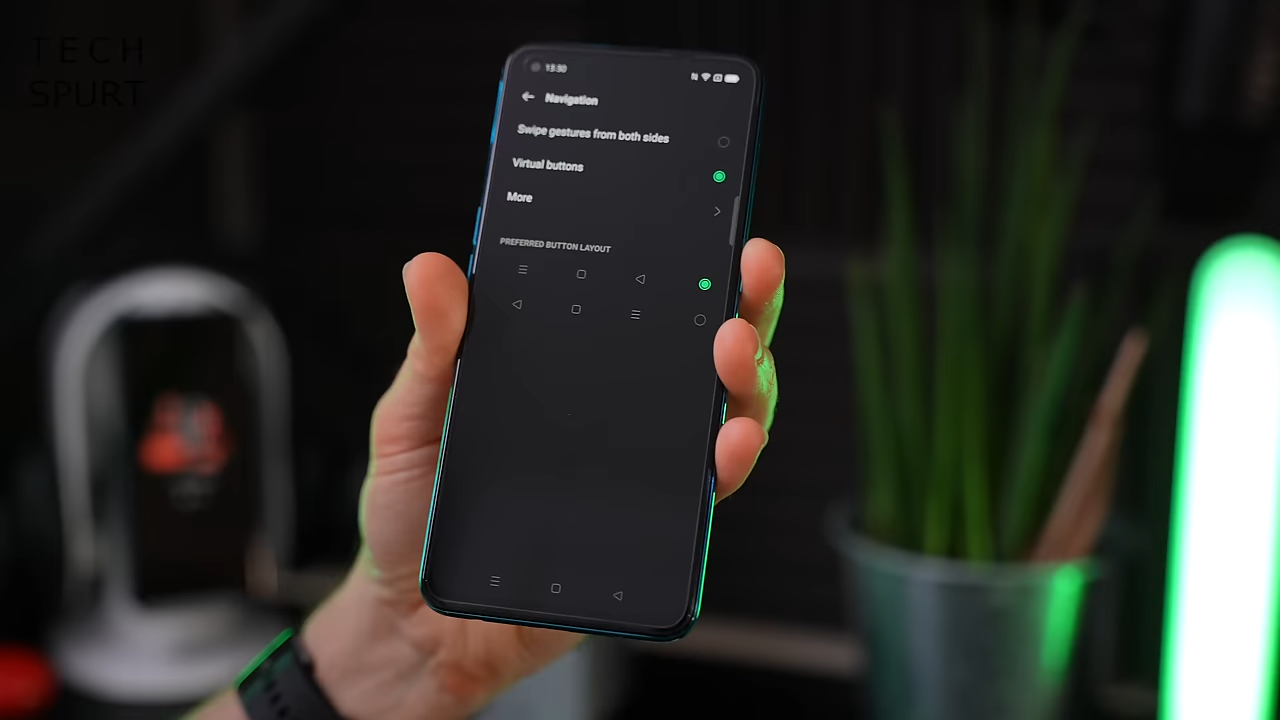 TECH
SPURT
13:30
Navigation
Swipe gestures from both sides
Virtual buttons
More
PREFERRED BUTTON LAYOUT